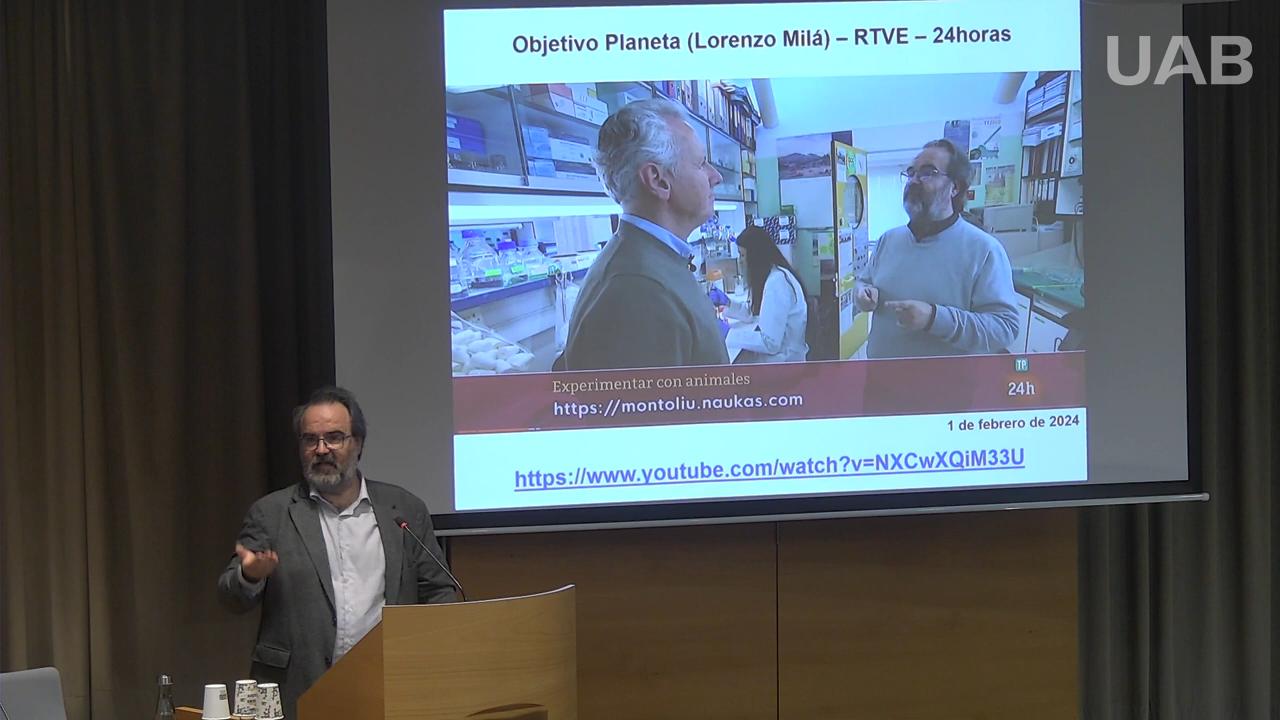 Objetivo Planeta (Lorenzo Milá) – RTVE – 24horas
UAB
Experimentar con animales
https://montoliu.naukas.com
TP
24h
1 de febrero de 2024
https://www.youtube.com/watch?v=NXCwXQiM33U